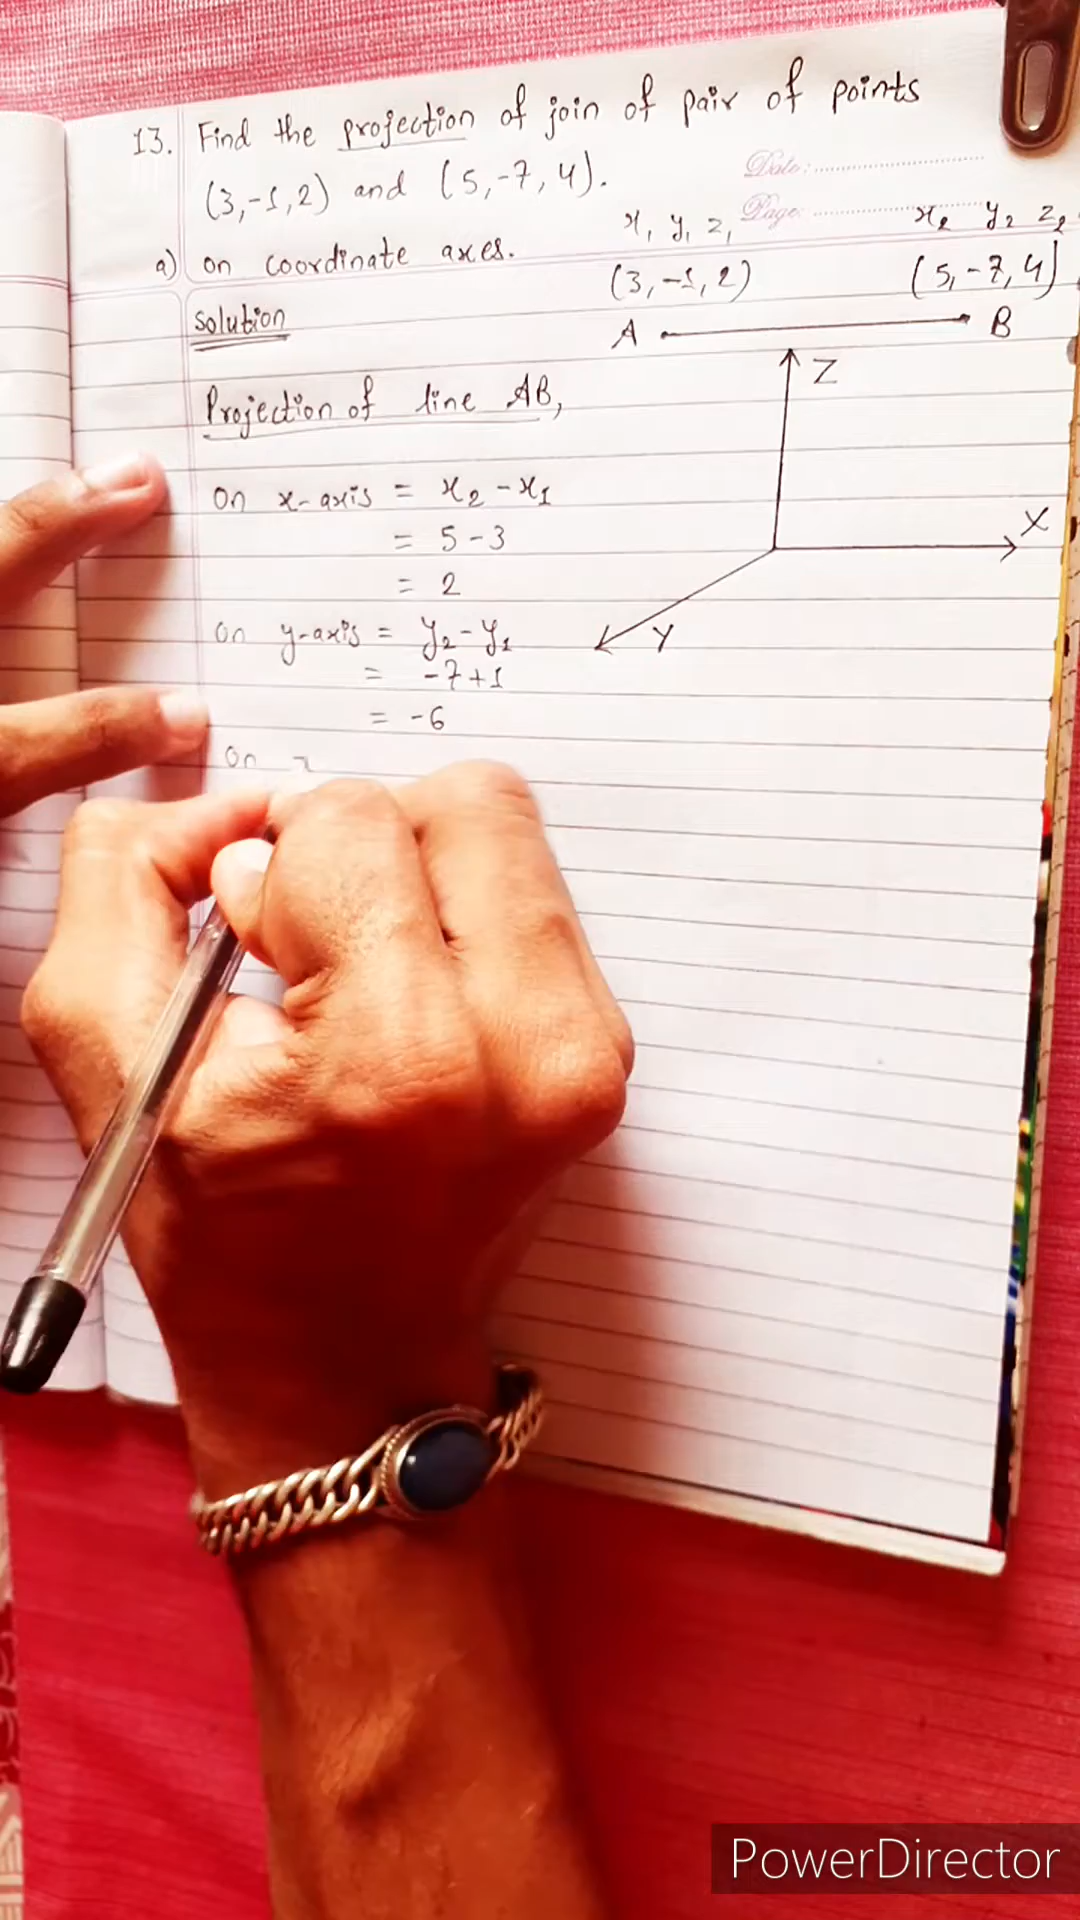 13. Find the projection of join of pair of points
(3,-1,2) and (5,-7,4).
Date:
Page:
x₁ y₁ z₁
x₂ y₂ z₂
a) on coordinate axes.
(3,-1,2)
(5,-7,4)
Solution
A B
Z
Projection of line AB,
On x-axis = x₂ - x₁
X
= 5-3
= 2
On y-axis = y₂ - y₁
Y
= -7+1
= -6
On
PowerDirector